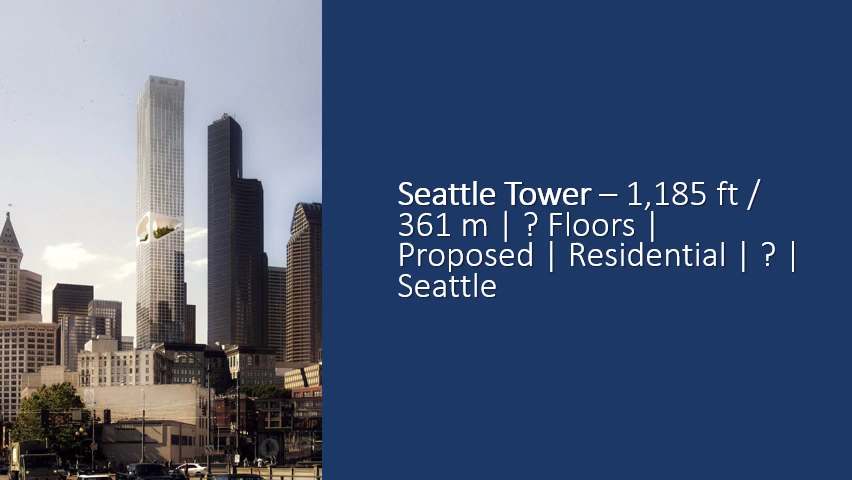 Seattle Tower – 1,185 ft /
361 m | ? Floors |
Proposed | Residential | ? |
Seattle